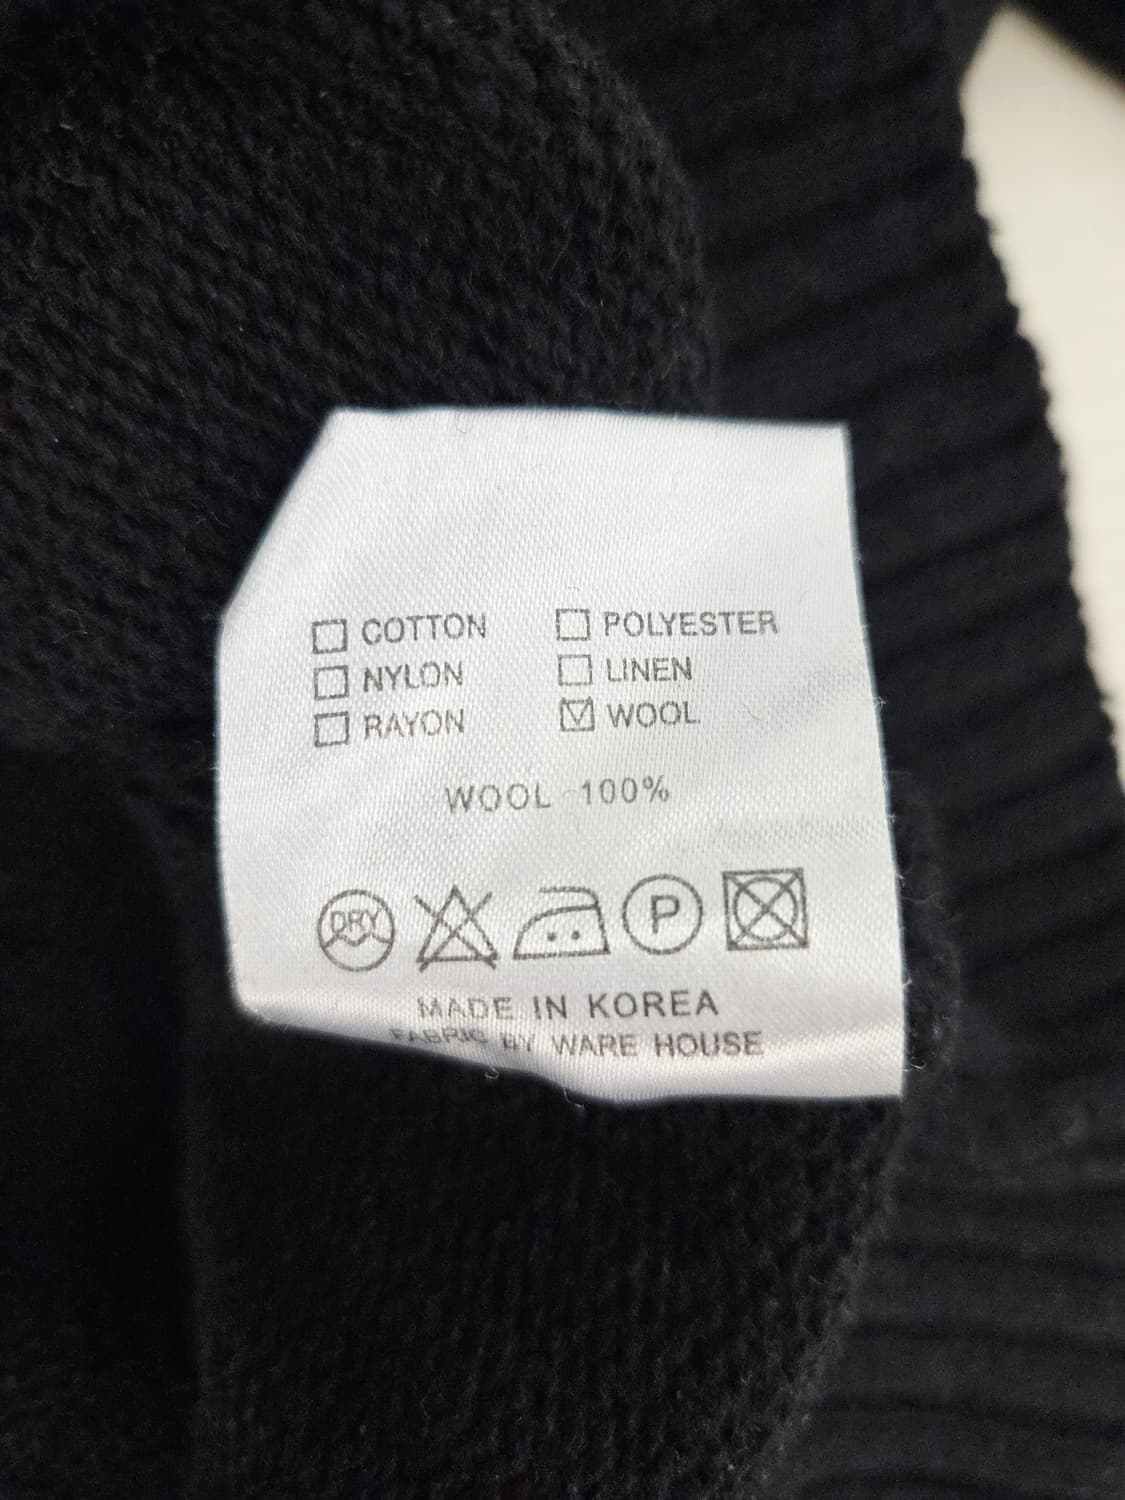 COTTON POLYESTER
NYLON LINEN
RAYON WOOL
WOOL 100%
DRY P
MADE IN KOREA
FABRIC BY WARE HOUSE